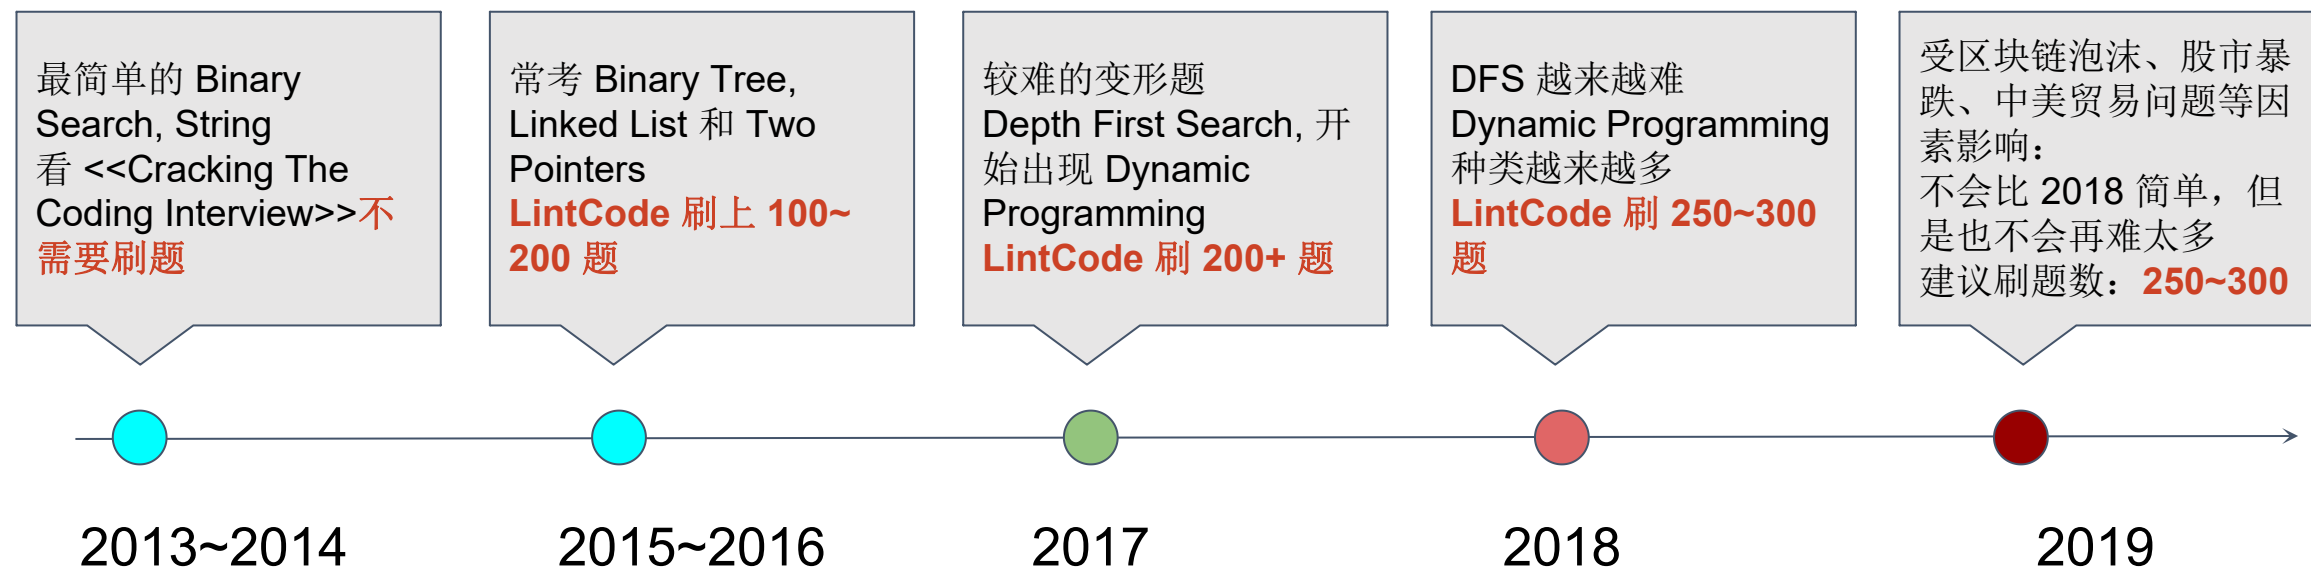 最简单的 Binary
Search, String
看 <<Cracking The
Coding Interview>>不
需要刷题
常考 Binary Tree,
Linked List 和 Two
Pointers
LintCode 刷上 100~
200 题
较难的变形题
Depth First Search, 开
始出现 Dynamic
Programming
LintCode 刷 200+ 题
DFS 越来越难
Dynamic Programming
种类越来越多
LintCode 刷 250~300
题
受区块链泡沫、股市暴
跌、中美贸易问题等因
素影响：
不会比 2018 简单，但
是也不会再难太多
建议刷题数：250~300
2013~2014
2015~2016
2017
2018
2019